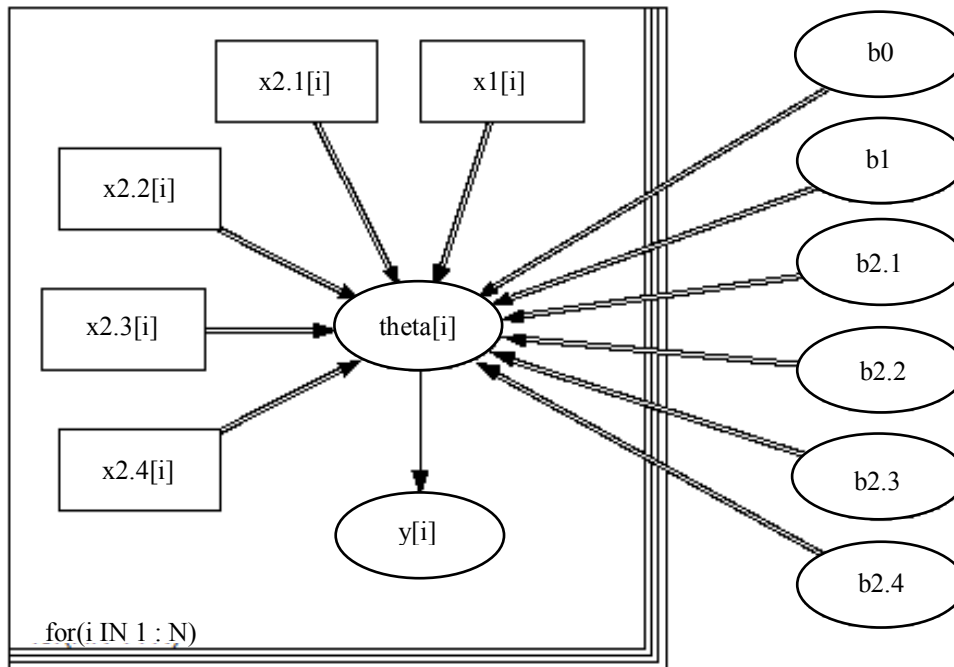 x2.1[i]
x1[i]
b0
b1
x2.2[i]
b2.1
x2.3[i]
theta[i]
b2.2
x2.4[i]
b2.3
y[i]
b2.4
for(i IN 1 : N)